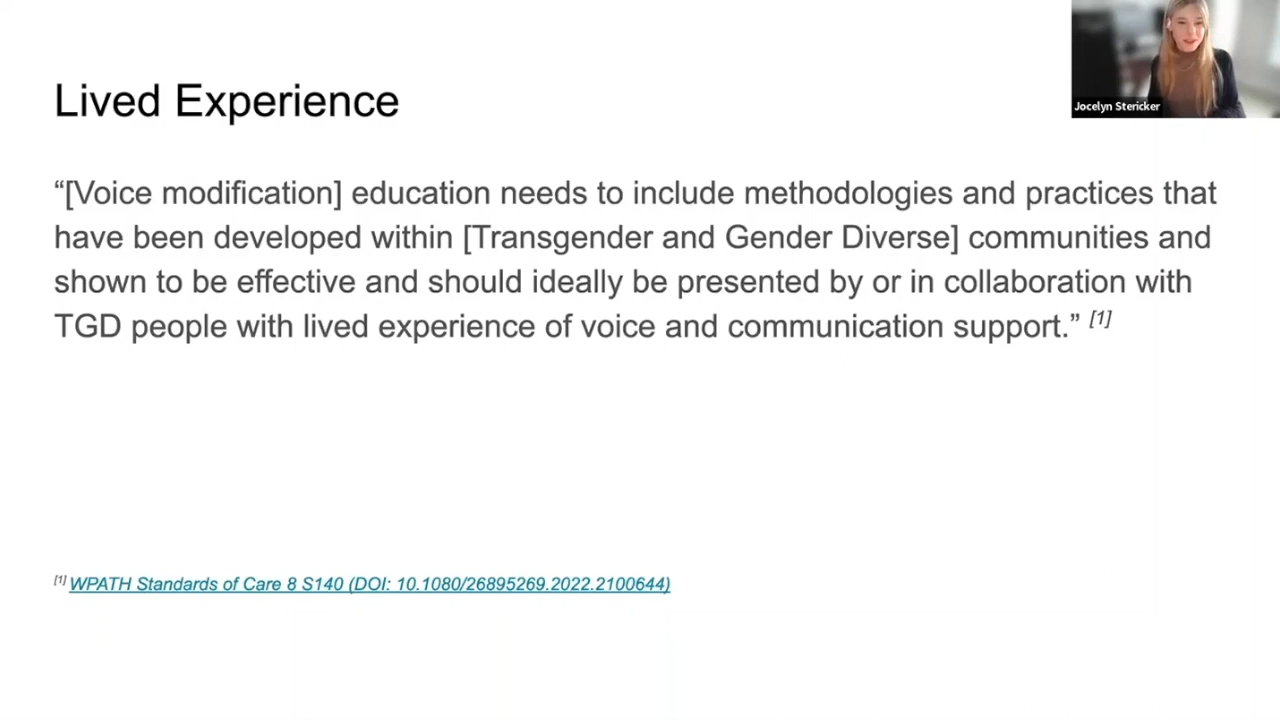 Jocelyn Stericker
Lived Experience
“[Voice modification] education needs to include methodologies and practices that
have been developed within [Transgender and Gender Diverse] communities and
shown to be effective and should ideally be presented by or in collaboration with
TGD people with lived experience of voice and communication support.” [1]
[1] WPATH Standards of Care 8 S140 (DOI: 10.1080/26895269.2022.2100644)